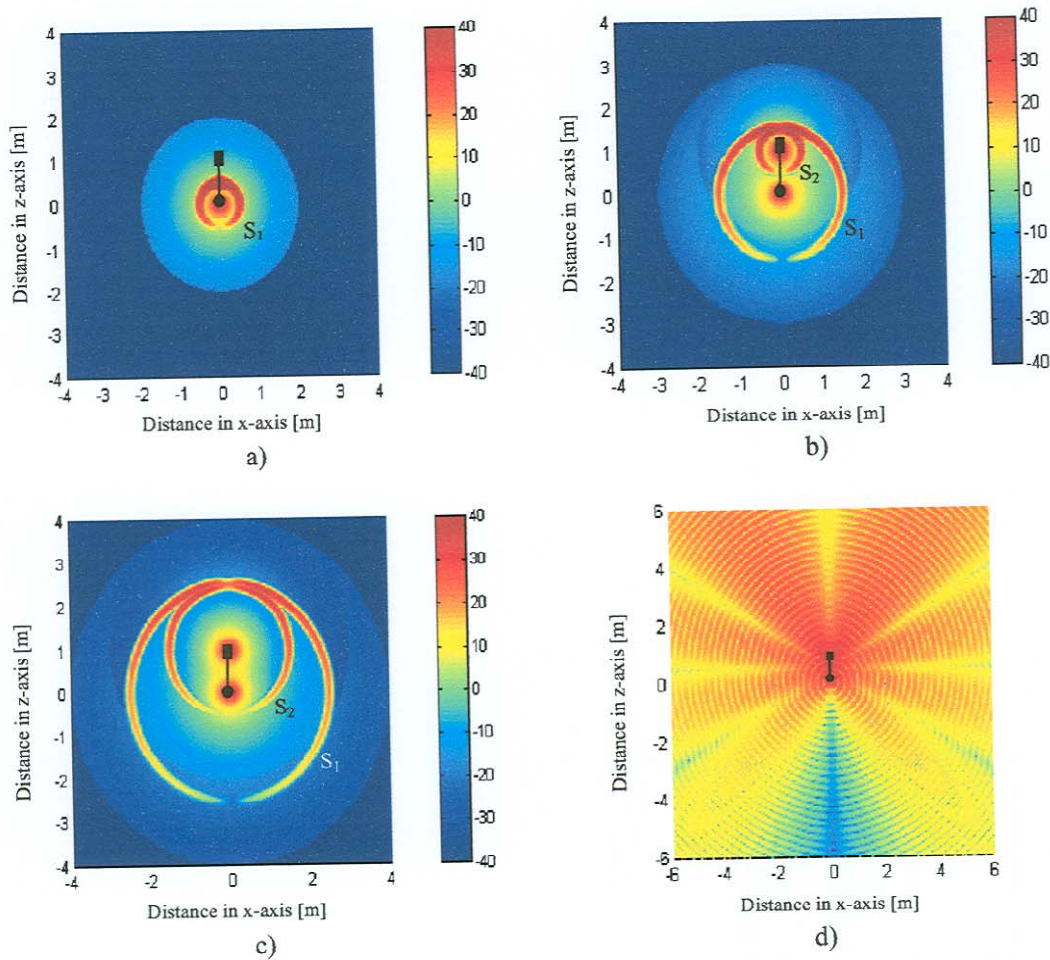 4
3
2
1
0
-1
-2
-3
-4
-4 -3 -2 -1 0 1 2 3 4
Distance in z-axis [m]
Distance in x-axis [m]
S1
40
30
20
10
0
-10
-20
-30
-40
a)
4
3
2
1
0
-1
-2
-3
-4
-4 -3 -2 -1 0 1 2 3 4
Distance in z-axis [m]
Distance in x-axis [m]
S2
S1
40
30
20
10
0
-10
-20
-30
-40
b)
4
3
2
1
0
-1
-2
-3
-4
-4 -2 0 2 4
Distance in z-axis [m]
Distance in x-axis [m]
S2
S1
40
30
20
10
0
-10
-20
-30
-40
c)
6
4
2
0
-2
-4
-6
-6 -4 -2 0 2 4 6
Distance in z-axis [m]
Distance in x-axis [m]
d)